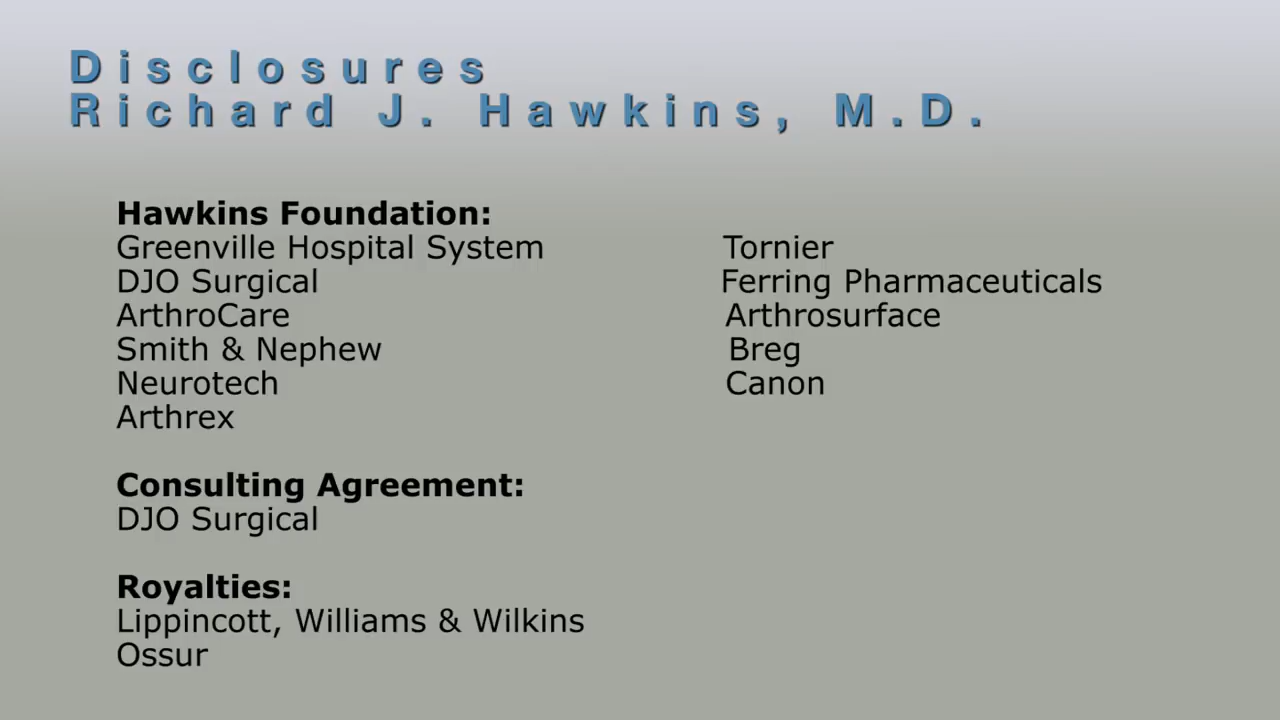 Disclosures
Richard J. Hawkins, M.D.
Hawkins Foundation:
Greenville Hospital System
DJO Surgical
ArthroCare
Smith & Nephew
Neurotech
Arthrex
Tornier
Ferring Pharmaceuticals
Arthrosurface
Breg
Canon
Consulting Agreement:
DJO Surgical
Royalties:
Lippincott, Williams & Wilkins
Ossur